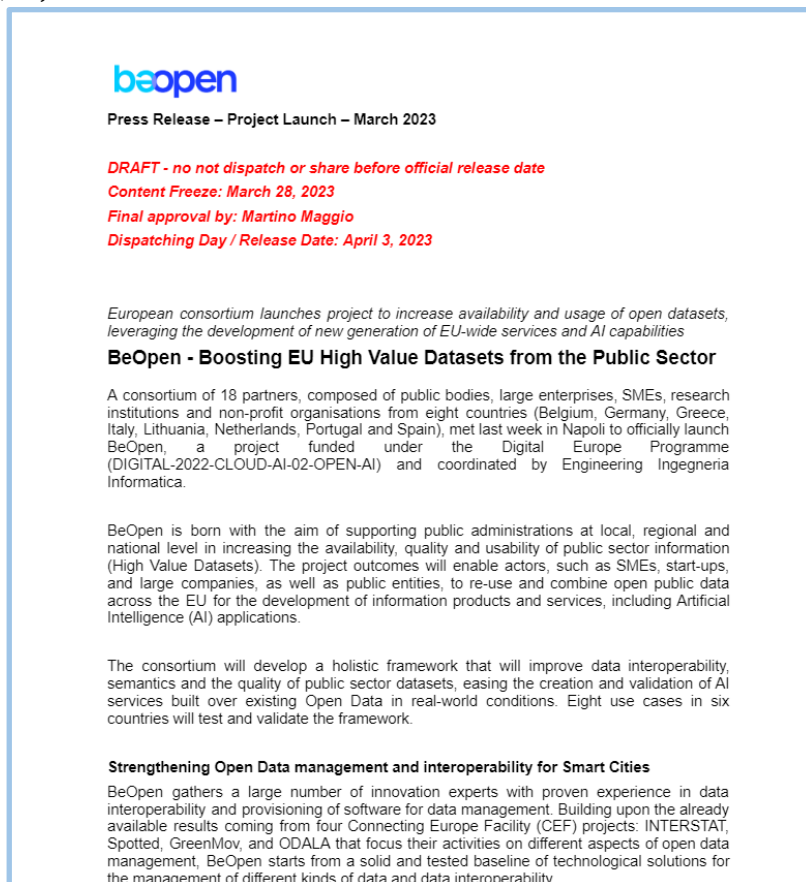 beopen
Press Release – Project Launch – March 2023
DRAFT - no not dispatch or share before official release date
Content Freeze: March 28, 2023
Final approval by: Martino Maggio
Dispatching Day / Release Date: April 3, 2023
European consortium launches project to increase availability and usage of open datasets,
leveraging the development of new generation of EU-wide services and AI capabilities
BeOpen - Boosting EU High Value Datasets from the Public Sector
A consortium of 18 partners, composed of public bodies, large enterprises, SMEs, research
institutions and non-profit organisations from eight countries (Belgium, Germany, Greece,
Italy, Lithuania, Netherlands, Portugal and Spain), met last week in Napoli to officially launch
BeOpen, a project funded under the Digital Europe Programme
(DIGITAL-2022-CLOUD-AI-02-OPEN-AI) and coordinated by Engineering Ingegneria
Informatica.
BeOpen is born with the aim of supporting public administrations at local, regional and
national level in increasing the availability, quality and usability of public sector information
(High Value Datasets). The project outcomes will enable actors, such as SMEs, start-ups,
and large companies, as well as public entities, to re-use and combine open public data
across the EU for the development of information products and services, including Artificial
Intelligence (AI) applications.
The consortium will develop a holistic framework that will improve data interoperability,
semantics and the quality of public sector datasets, easing the creation and validation of AI
services built over existing Open Data in real-world conditions. Eight use cases in six
countries will test and validate the framework.
Strengthening Open Data management and interoperability for Smart Cities
BeOpen gathers a large number of innovation experts with proven experience in data
interoperability and provisioning of software for data management. Building upon the already
available results coming from four Connecting Europe Facility (CEF) projects: INTERSTAT,
Spotted, GreenMov, and ODALA that focus their activities on different aspects of open data
management, BeOpen starts from a solid and tested baseline of technological solutions for
the management of different kinds of data and data interoperability.